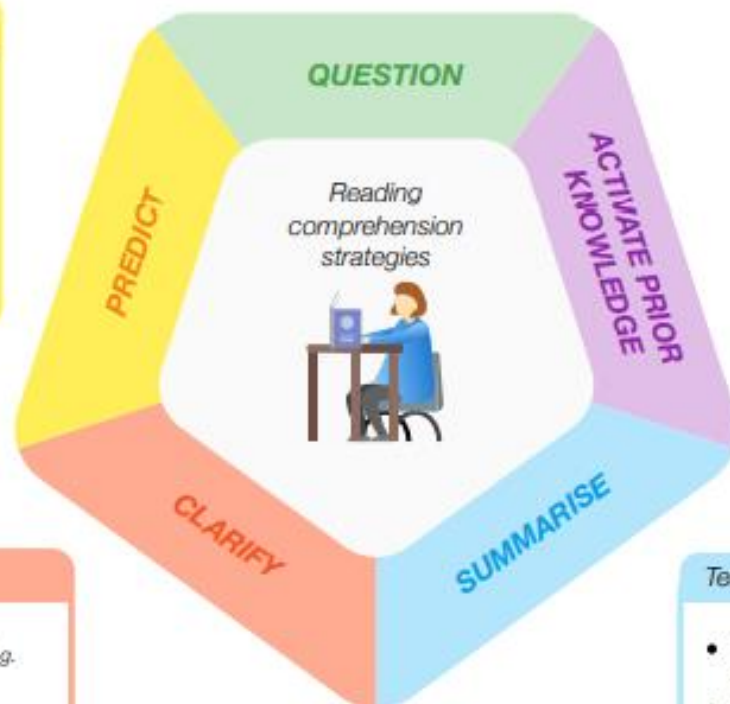 QUESTION
ACTIVATE PRIOR
KNOWLEDGE
PREDICT
Reading
comprehension
strategies
CLARIFY
SUMMARISE